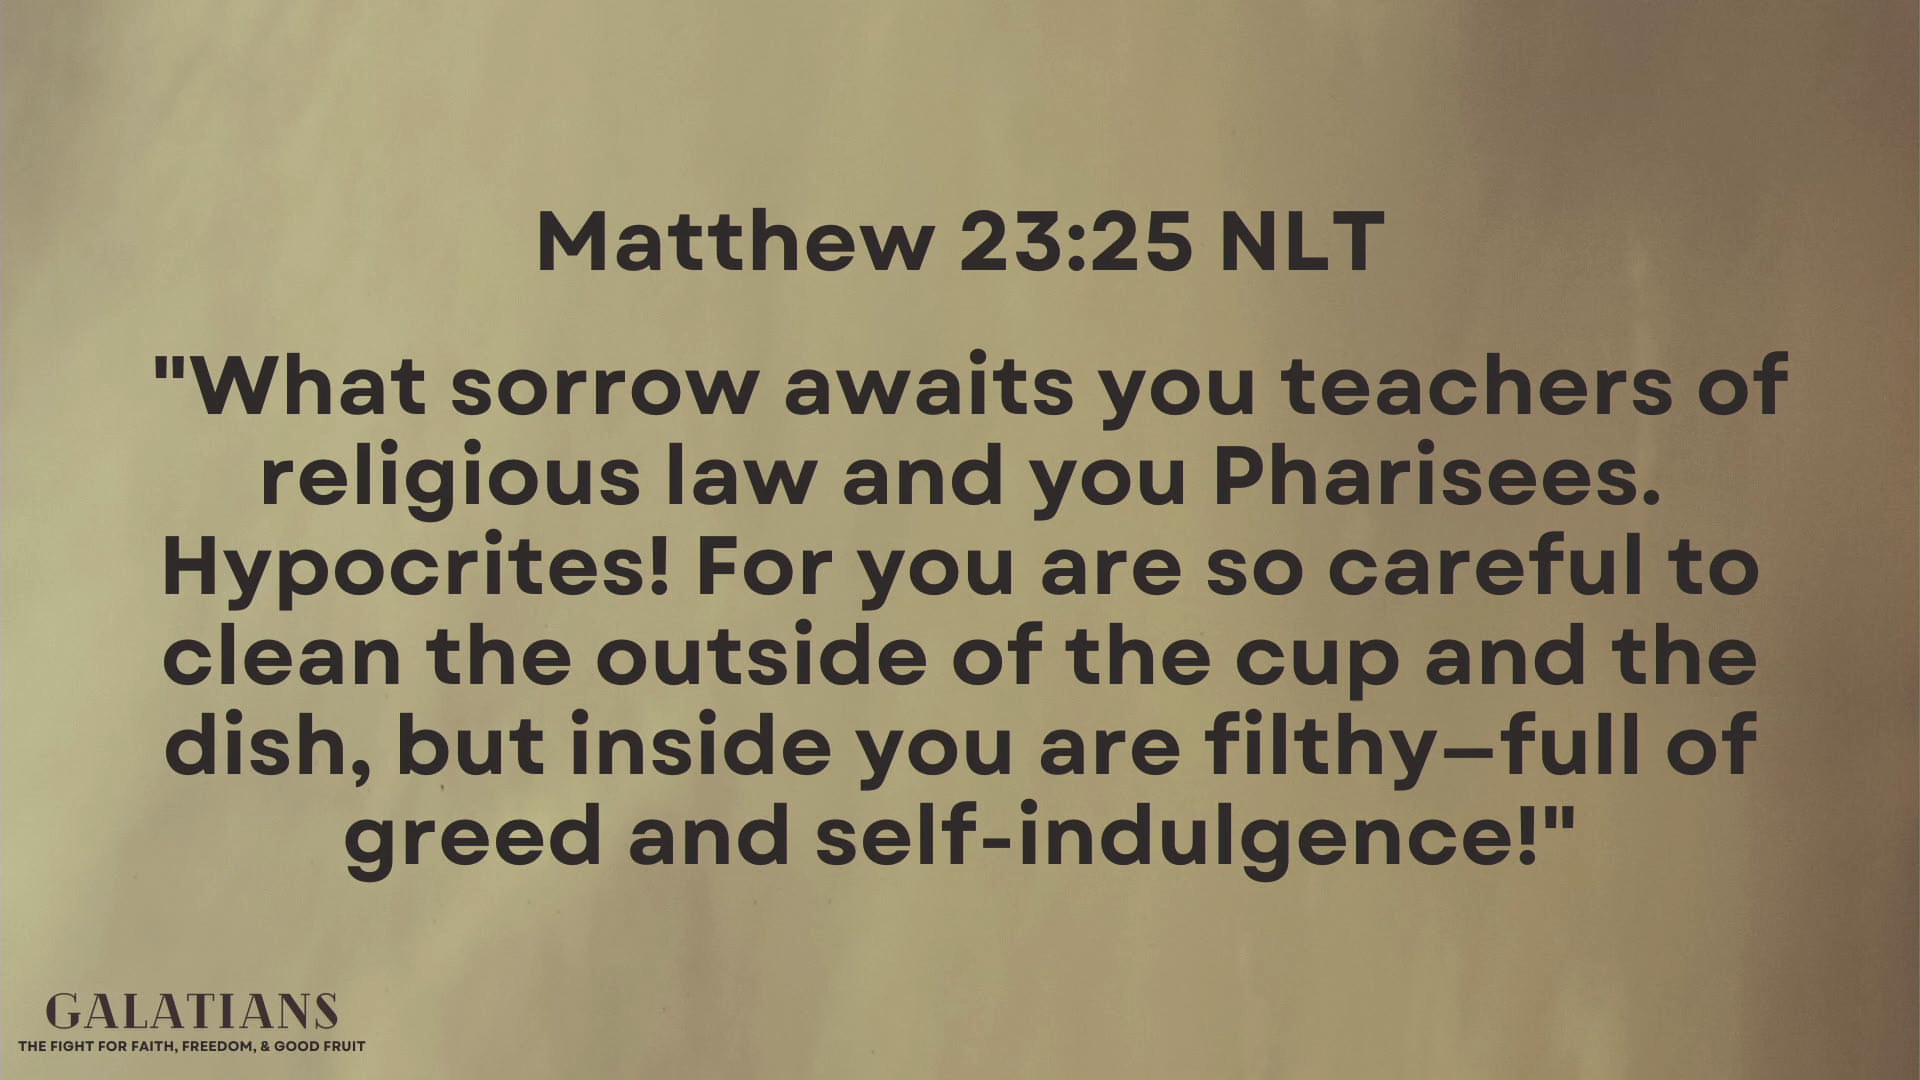 Matthew 23:25 NLT
"What sorrow awaits you teachers of
religious law and you Pharisees.
Hypocrites! For you are so careful to
clean the outside of the cup and the
dish, but inside you are filthy—full of
greed and self-indulgence!"
GALATIANS
THE FIGHT FOR FAITH, FREEDOM, & GOOD FRUIT